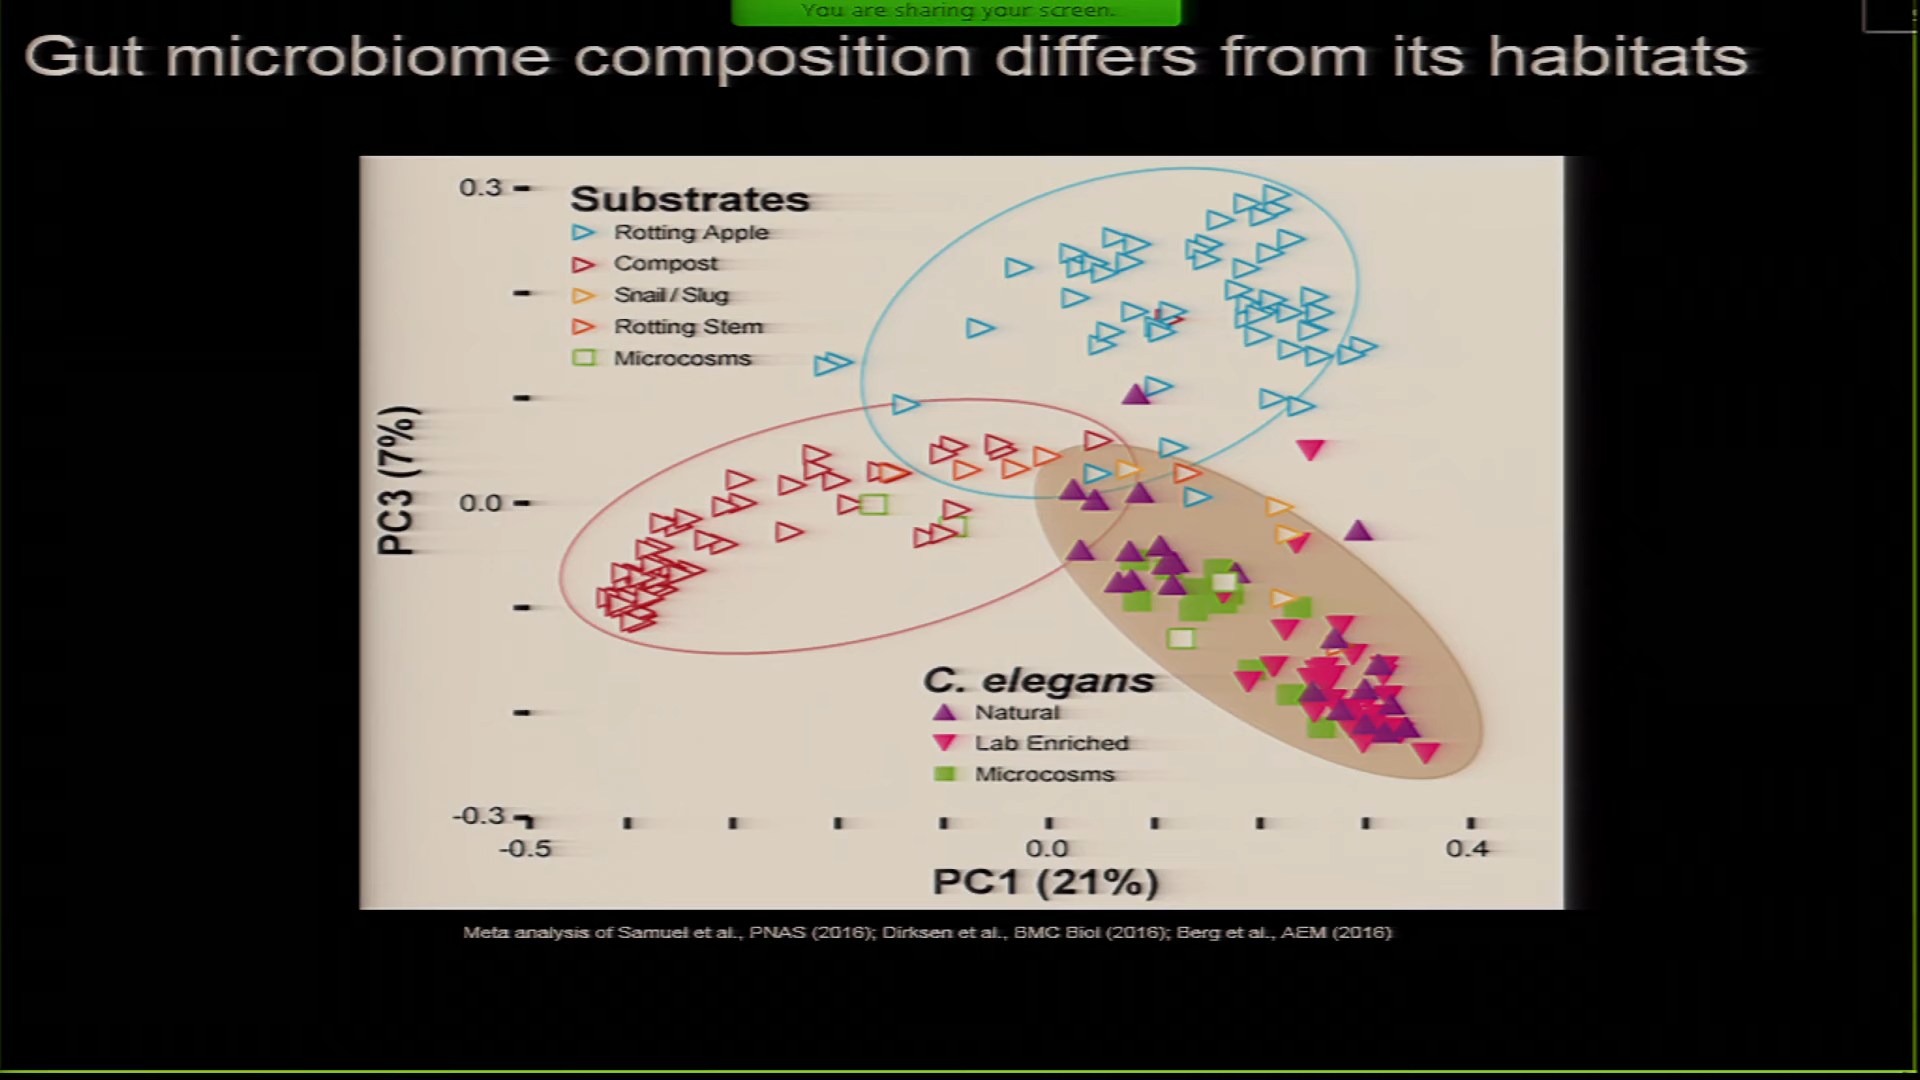 You are sharing your screen.
Gut microbiome composition differs from its habitats
0.3
Substrates
Rotting Apple
Compost
Snail / Slug
Rotting Stem
Microcosms
PC3 (7%)
0.0
C. elegans
Natural
Lab Enriched
Microcosms
-0.3
-0.5
0.0
0.4
PC1 (21%)
Meta analysis of Samuel et al., PNAS (2016); Dirksen et al., BMC Biol (2016); Berg et al., AEM (2016)